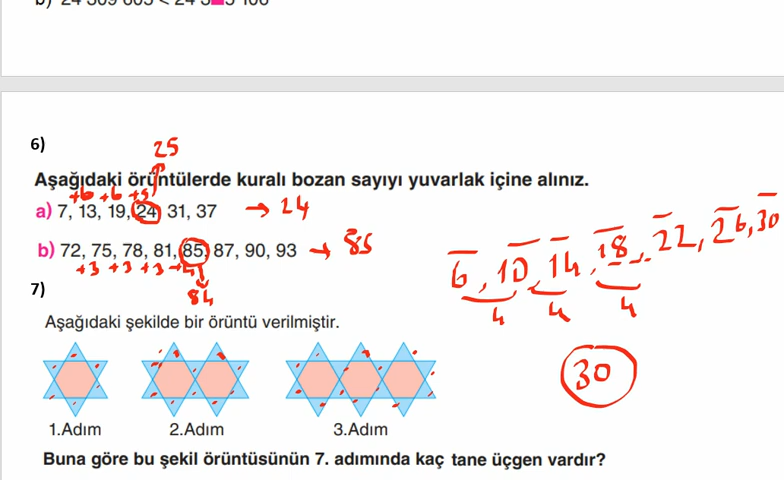 6)
25
Aşağıdaki örüntülerde kuralı bozan sayıyı yuvarlak içine alınız.
+6 +6 +5
a) 7, 13, 19, 24, 31, 37 → 24
b) 72, 75, 78, 81, 85, 87, 90, 93 → 85
+3 +3 +3 +4
84
6, 10, 14, 18, 22, 26, 30
4 4 4
7)
Aşağıdaki şekilde bir örüntü verilmiştir.
30
1.Adım 2.Adım 3.Adım
Buna göre bu şekil örüntüsünün 7. adımında kaç tane üçgen vardır?